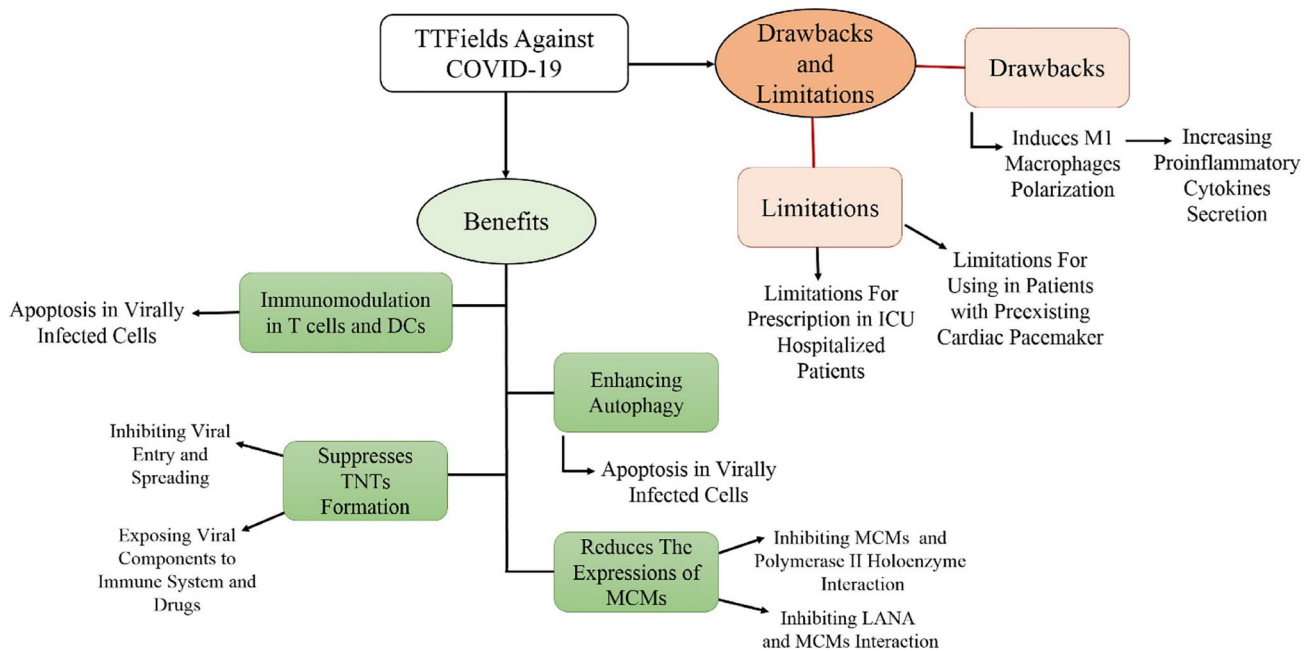 TTFields Against
COVID-19
Drawbacks
and
Limitations
Drawbacks
Induces M1
Macrophages
Polarization
Increasing
Proinflammatory
Cytokines
Secretion
Limitations
Limitations For
Prescription in ICU
Hospitalized
Patients
Limitations For
Using in Patients
with Preexisting
Cardiac Pacemaker
Benefits
Immunomodulation
in T cells and DCs
Apoptosis in Virally
Infected Cells
Enhancing
Autophagy
Apoptosis in Virally
Infected Cells
Suppresses
TNTs
Formation
Inhibiting Viral
Entry and
Spreading
Exposing Viral
Components to
Immune System and
Drugs
Reduces The
Expressions of
MCMs
Inhibiting MCMs and
Polymerase II Holoenzyme
Interaction
Inhibiting LANA
and MCMs Interaction